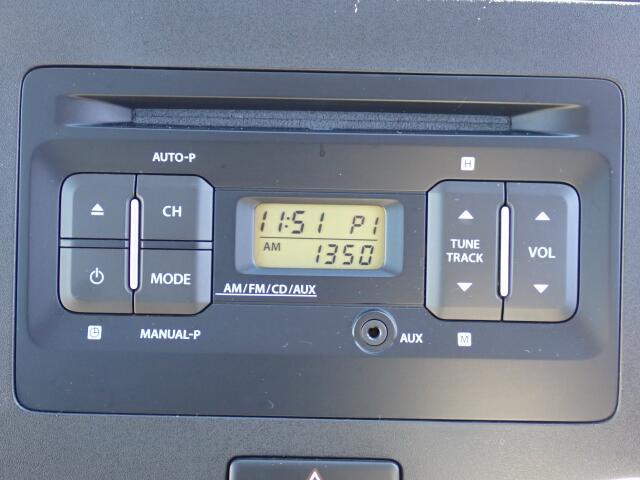 AUTO-P
H
CH
MODE
MANUAL-P
11:51 P1
AM 1350
AM/FM/CD/AUX
AUX
TUNE
TRACK
VOL
M